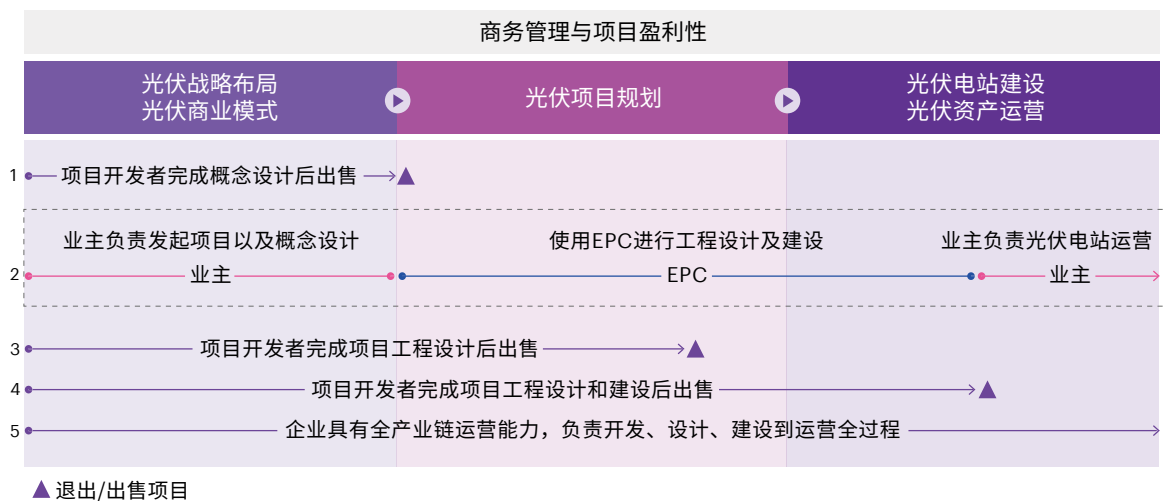 商务管理与项目盈利性
光伏战略布局
光伏商业模式
光伏项目规划
光伏电站建设
光伏资产运营
1 项目开发者完成概念设计后出售
业主负责发起项目以及概念设计 使用EPC进行工程设计及建设 业主负责光伏电站运营
2 业主 EPC 业主
3 项目开发者完成项目工程设计后出售
4 项目开发者完成项目工程设计和建设后出售
5 企业具有全产业链运营能力，负责开发、设计、建设到运营全过程
退出/出售项目